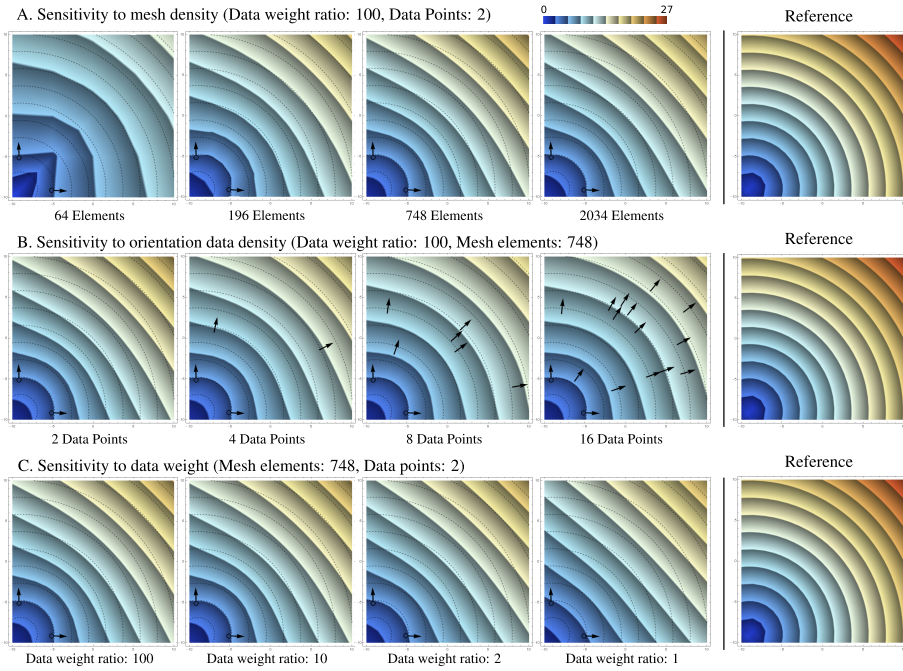 A. Sensitivity to mesh density (Data weight ratio: 100, Data Points: 2)
0 27
Reference
64 Elements
196 Elements
748 Elements
2034 Elements
B. Sensitivity to orientation data density (Data weight ratio: 100, Mesh elements: 748)
Reference
2 Data Points
4 Data Points
8 Data Points
16 Data Points
C. Sensitivity to data weight (Mesh elements: 748, Data points: 2)
Reference
Data weight ratio: 100
Data weight ratio: 10
Data weight ratio: 2
Data weight ratio: 1